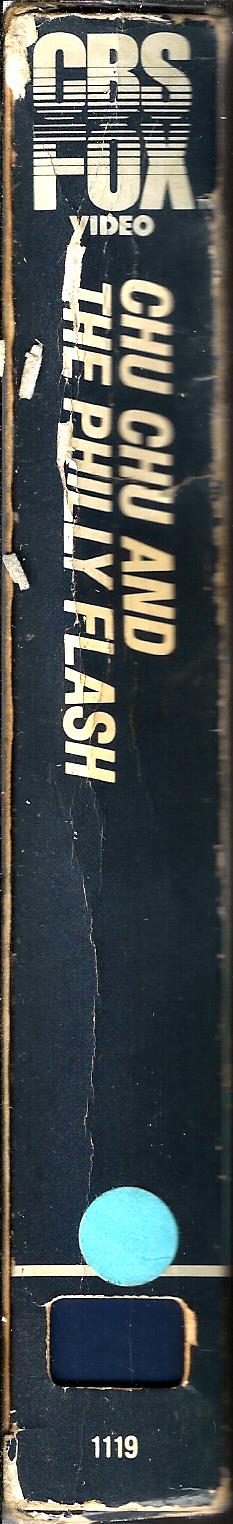 CBS
FOX
VIDEO
CHU CHU AND
THE PHILLY FLASH
1119